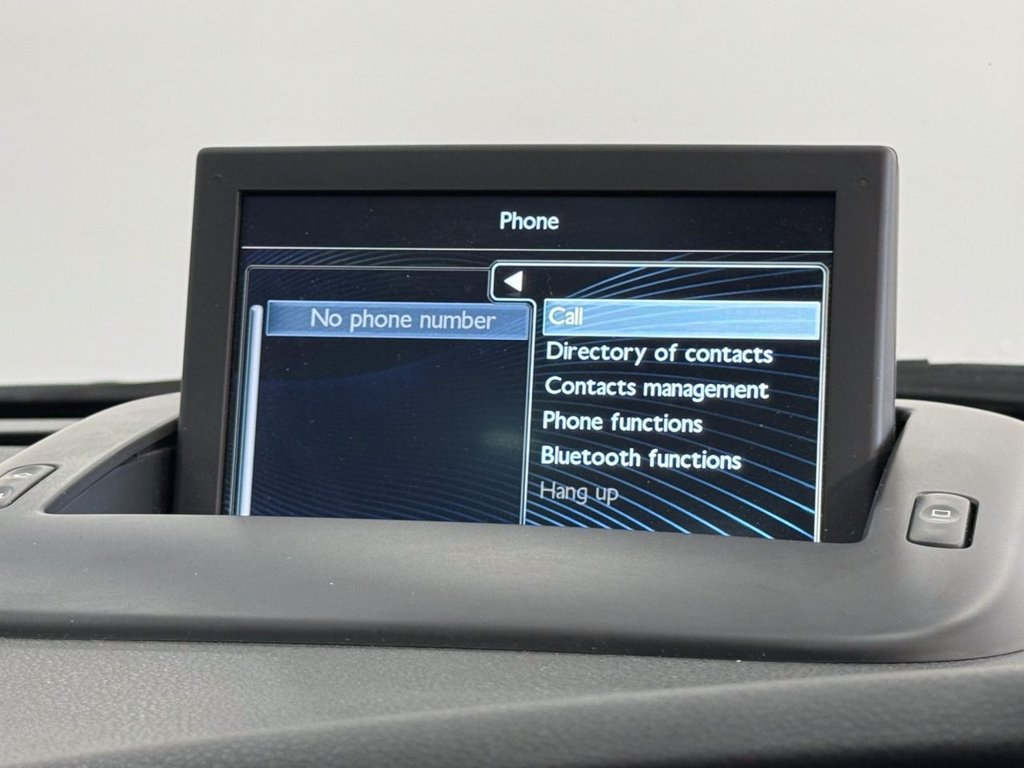 Phone
No phone number
Call
Directory of contacts
Contacts management
Phone functions
Bluetooth functions
Hang up